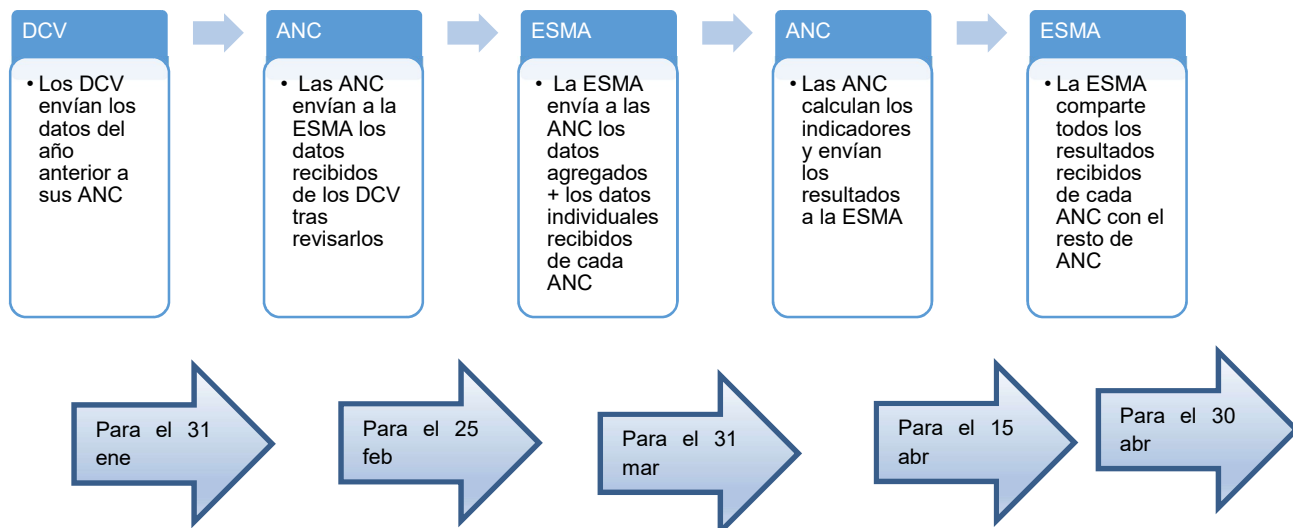 DCV
• Los DCV
envían los
datos del
año
anterior a
sus ANC
ANC
• Las ANC
envían a la
ESMA los
datos
recibidos
de los DCV
tras
revisarlos
ESMA
• La ESMA
envía a las
ANC los
datos
agregados
+ los datos
individuales
recibidos
de cada
ANC
ANC
• Las ANC
calculan los
indicadores
y envían
los
resultados
a la ESMA
ESMA
• La ESMA
comparte
todos los
resultados
recibidos
de cada
ANC con el
resto de
ANC
Para el 31
ene
Para el 25
feb
Para el 31
mar
Para el 15
abr
Para el 30
abr